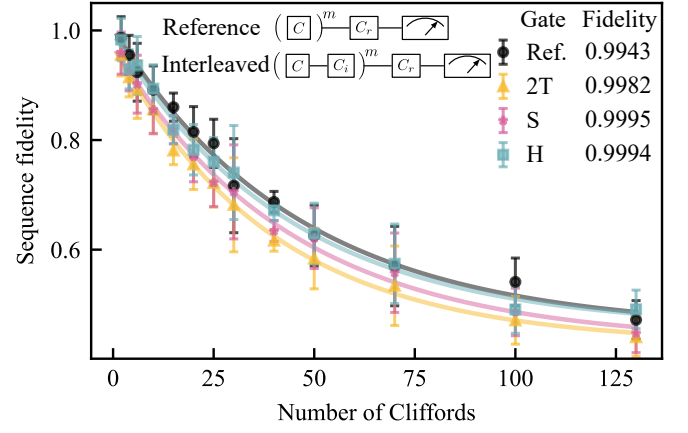 Reference ( C )^m C_r
Interleaved ( C C_i )^m C_r
Gate Fidelity
Ref. 0.9943
2T 0.9982
S 0.9995
H 0.9994
Sequence fidelity
1.0
0.8
0.6
0 25 50 75 100 125
Number of Cliffords